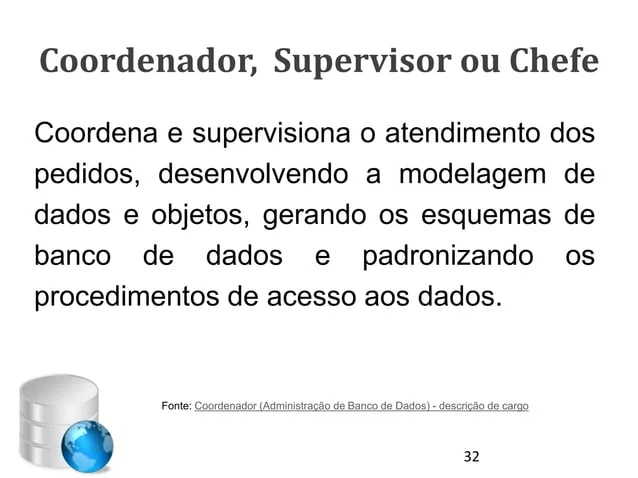 Coordenador, Supervisor ou Chefe
Coordena e supervisiona o atendimento dos
pedidos, desenvolvendo a modelagem de
dados e objetos, gerando os esquemas de
banco de dados e padronizando os
procedimentos de acesso aos dados.
Fonte: Coordenador (Administração de Banco de Dados) - descrição de cargo
32